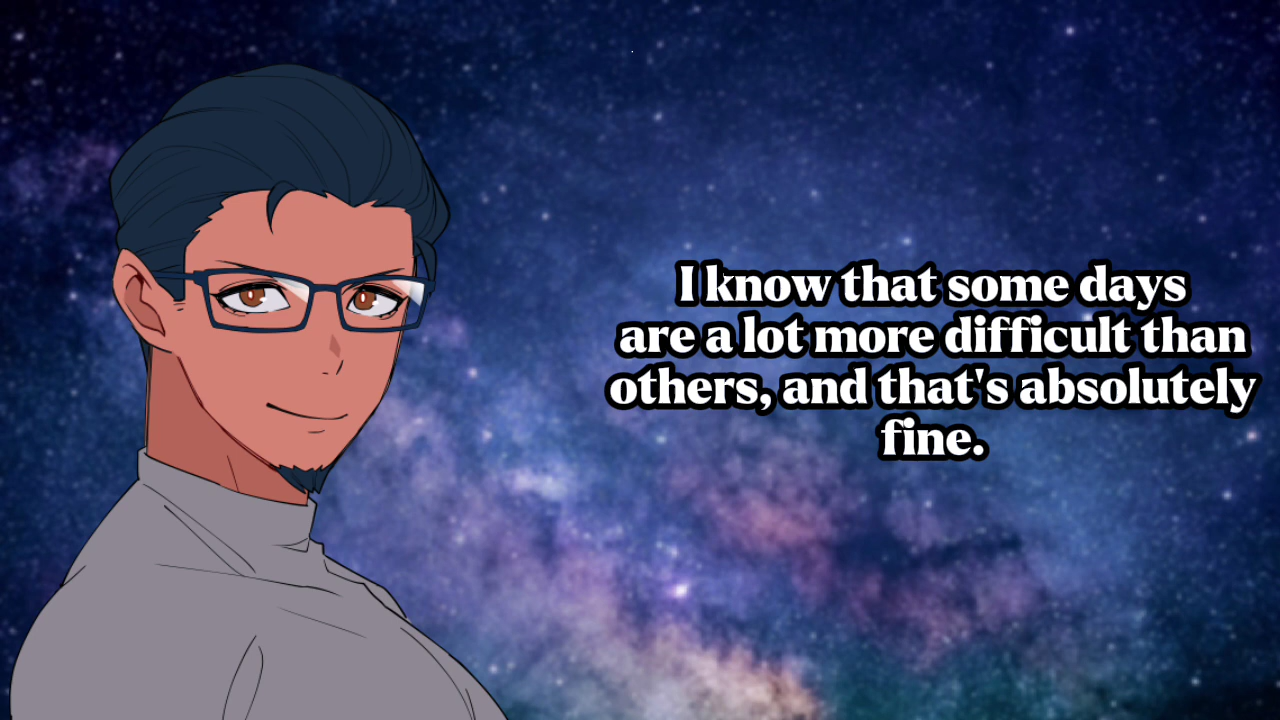 I know that some days
are a lot more difficult than
others, and that's absolutely
fine.